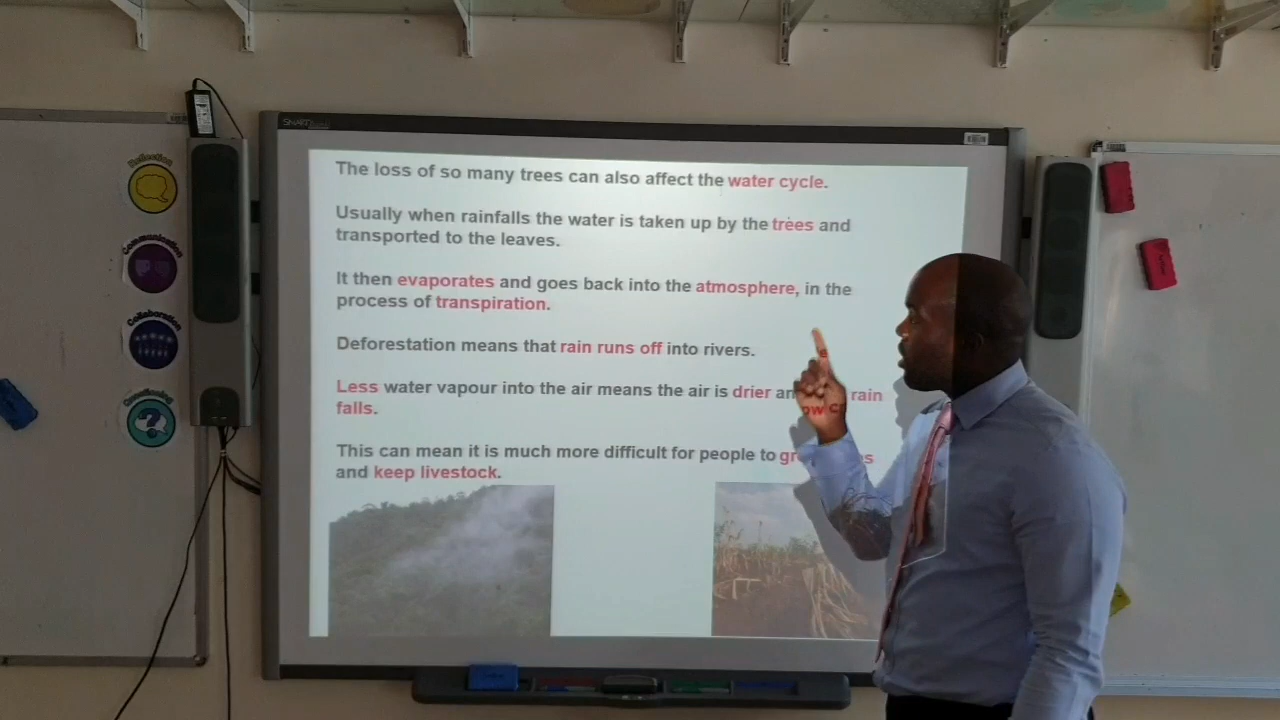 SMART
The loss of so many trees can also affect the water cycle.
Usually when rainfalls the water is taken up by the trees and
transported to the leaves.
It then evaporates and goes back into the atmosphere, in the
process of transpiration.
Deforestation means that rain runs off into rivers.
Less water vapour into the air means the air is drier rain
falls.
This can mean it is much more difficult for people to
and keep livestock.
Reflection
Communication
Collaboration